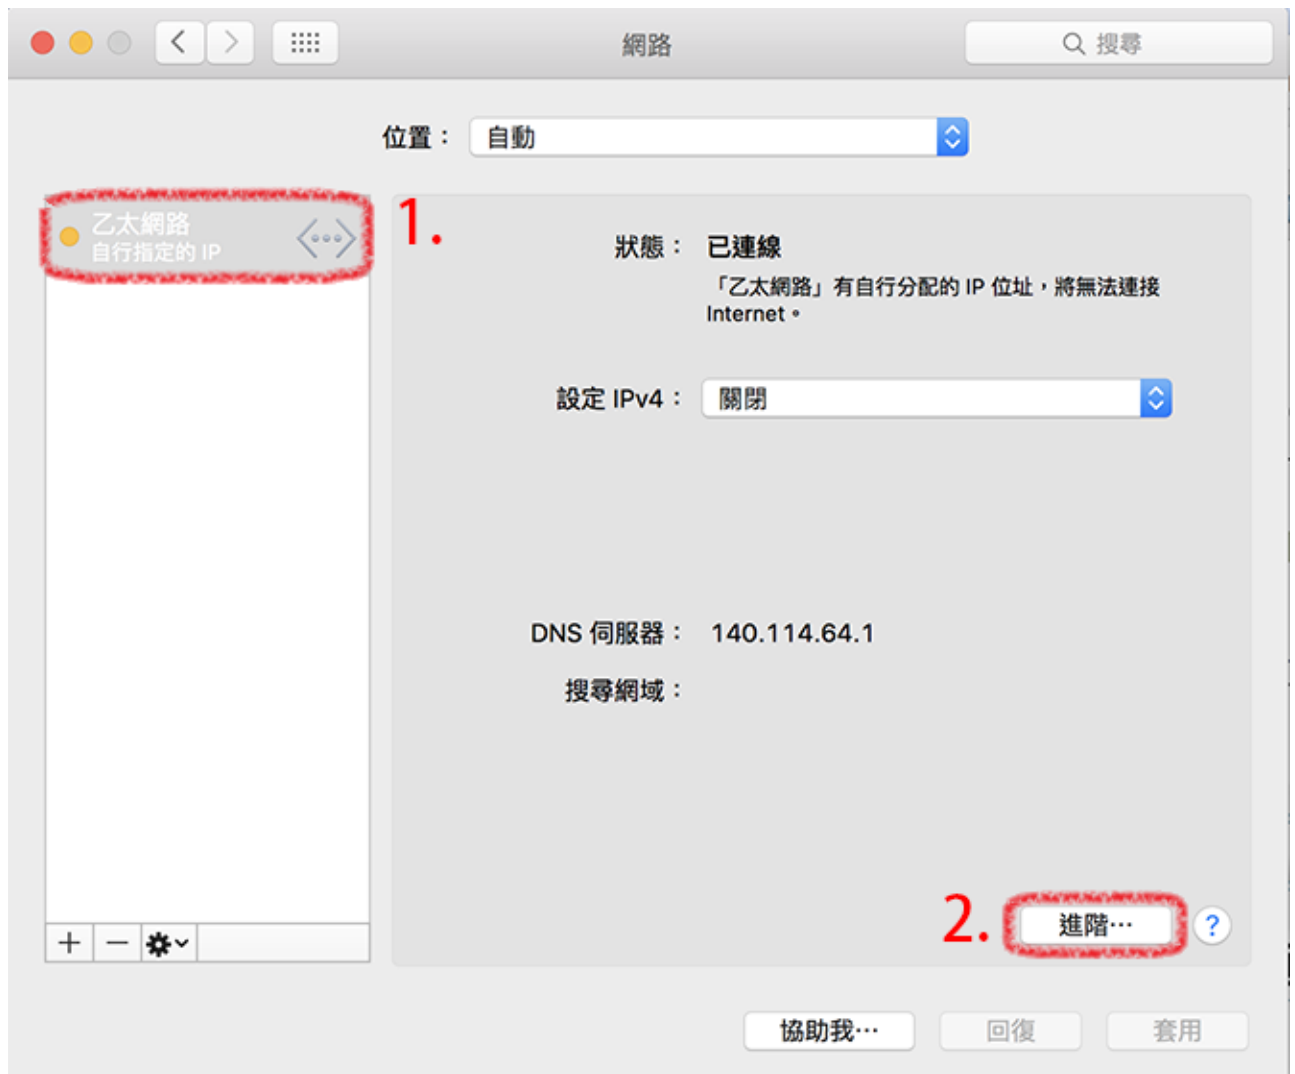 網路
搜尋
位置： 自動
乙太網路
自行指定的 IP
1.
狀態： 已連線
「乙太網路」有自行分配的 IP 位址，將無法連接
Internet。
設定 IPv4： 關閉
DNS 伺服器： 140.114.64.1
搜尋網域：
2.
進階…
?
協助我…
回復
套用